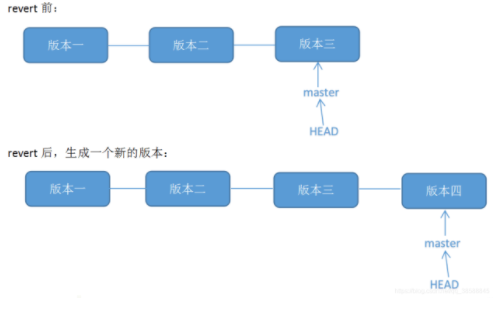 revert 前：
版本一 版本二 版本三
master
HEAD
revert 后，生成一个新的版本：
版本一 版本二 版本三 版本四
master
HEAD